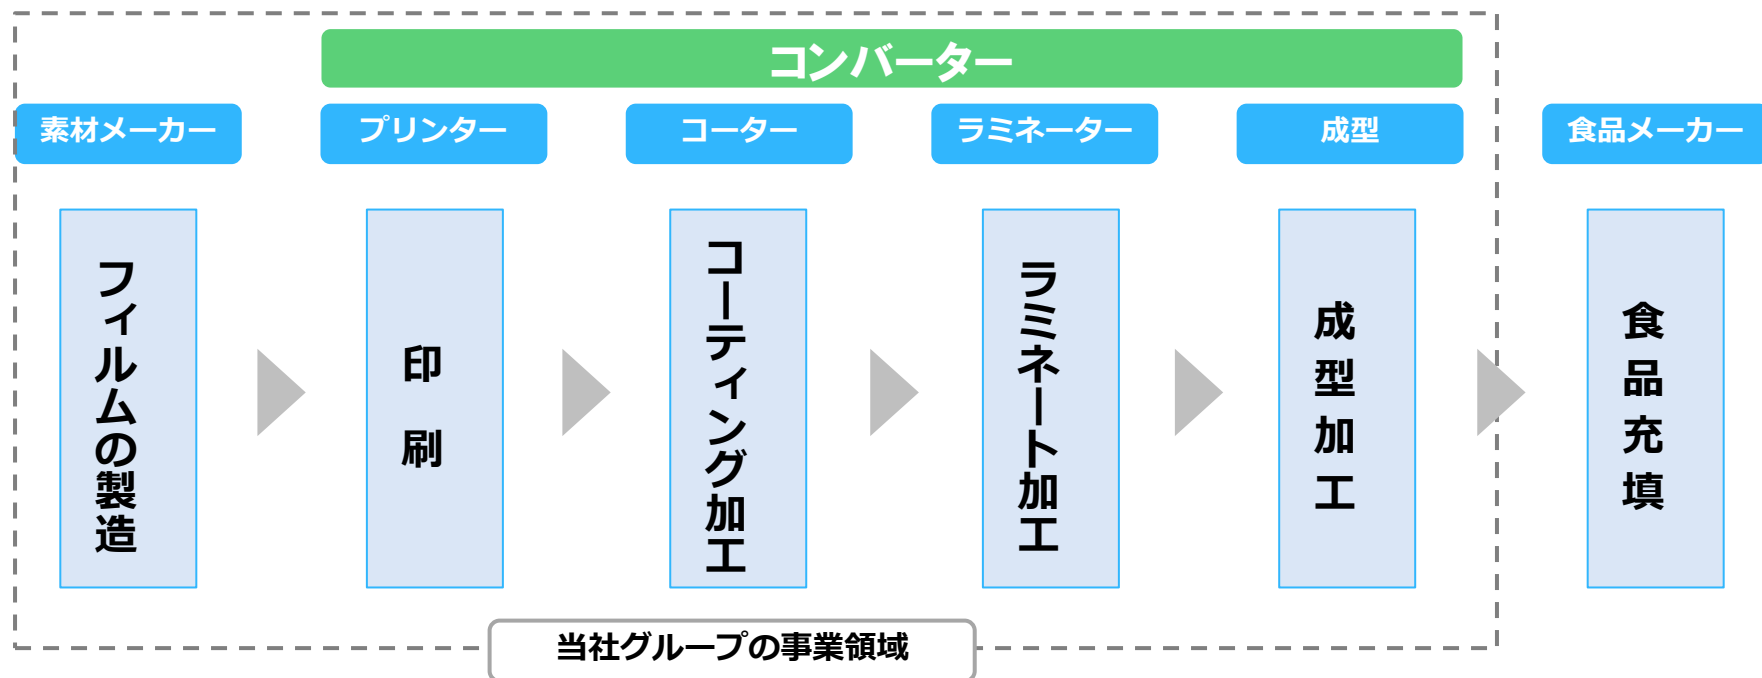 コンバーター
素材メーカー
プリンター
コーター
ラミネーター
成型
食品メーカー
フィルムの製造
印刷
コーティング加工
ラミネート加工
成型加工
食品充填
当社グループの事業領域